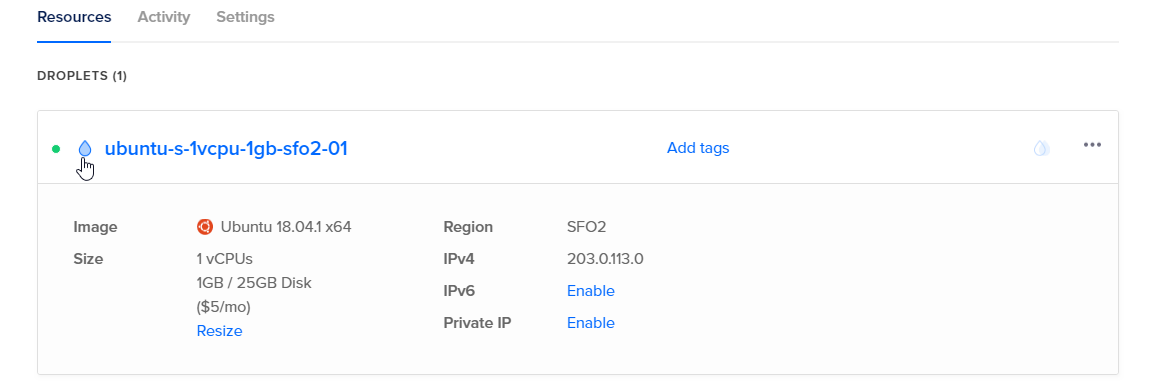 Resources Activity Settings
DROPLETS (1)
ubuntu-s-1vcpu-1gb-sfo2-01 Add tags
Image Ubuntu 18.04.1 x64 Region SFO2
Size 1 vCPUs IPv4 203.0.113.0
1GB / 25GB Disk
IPv6 Enable
($5/mo)
Private IP Enable
Resize